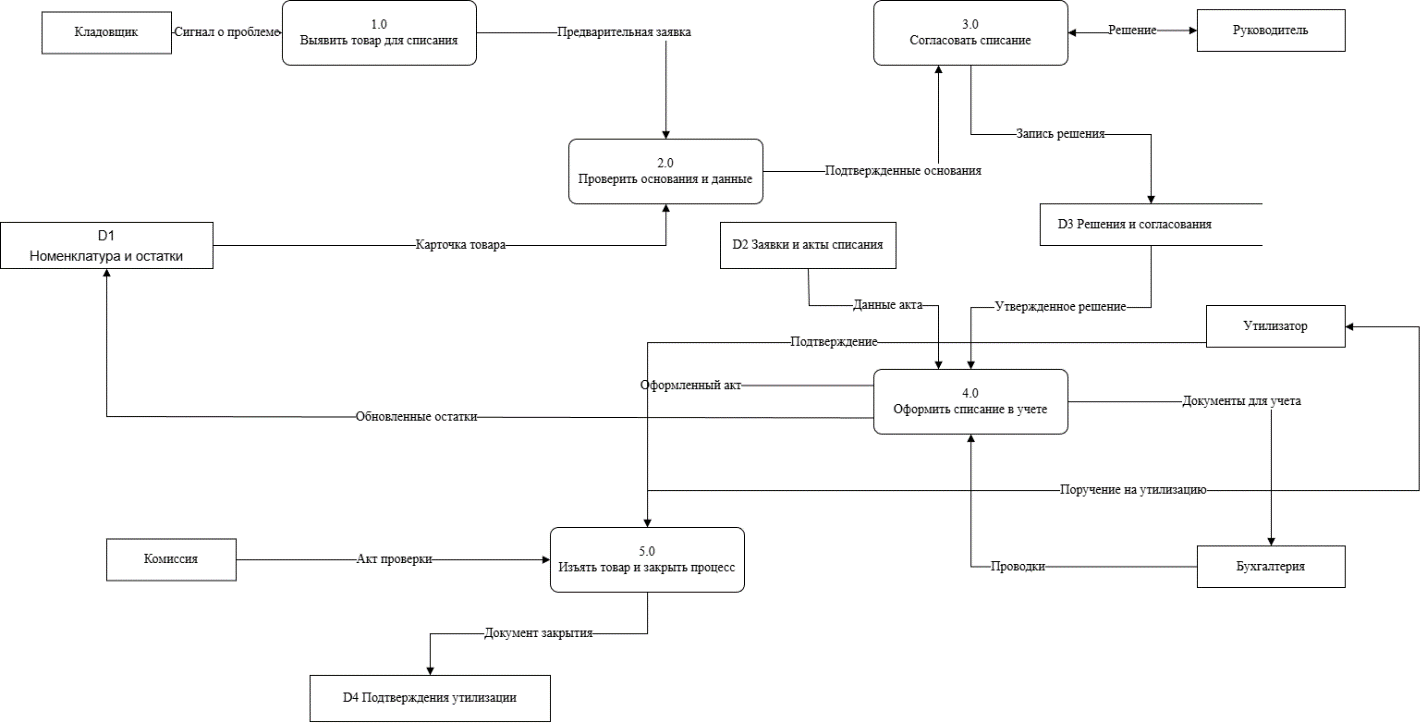 Кладовщик
Сигнал о проблеме
1.0
Выявить товар для списания
Предварительная заявка
3.0
Согласовать списание
Решение
Руководитель
Запись решения
2.0
Проверить основания и данные
Подтвержденные основания
D1
Номенклатура и остатки
Карточка товара
D2 Заявки и акты списания
D3 Решения и согласования
Данные акта
Утвержденное решение
Утилизатор
Подтверждение
Оформленный акт
4.0
Оформить списание в учете
Документы для учета
Обновленные остатки
Поручение на утилизацию
Комиссия
Акт проверки
5.0
Изъять товар и закрыть процесс
Проводки
Бухгалтерия
Документ закрытия
D4 Подтверждения утилизации